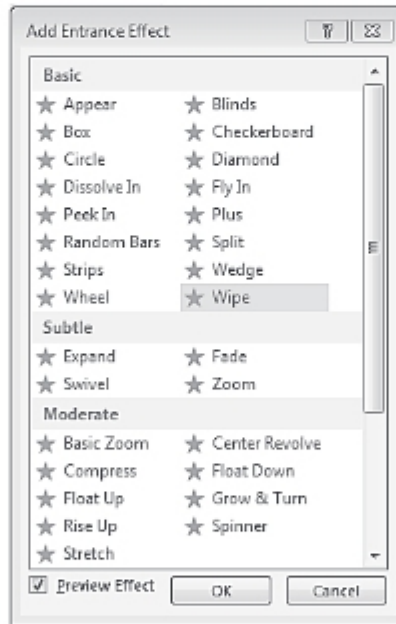 Add Entrance Effect
Basic
Appear Blinds
Box Checkerboard
Circle Diamond
Dissolve In Fly In
Peek In Plus
Random Bars Split
Strips Wedge
Wheel Wipe
Subtle
Expand Fade
Swivel Zoom
Moderate
Basic Zoom Center Revolve
Compress Float Down
Float Up Grow & Turn
Rise Up Spinner
Stretch
Preview Effect OK Cancel